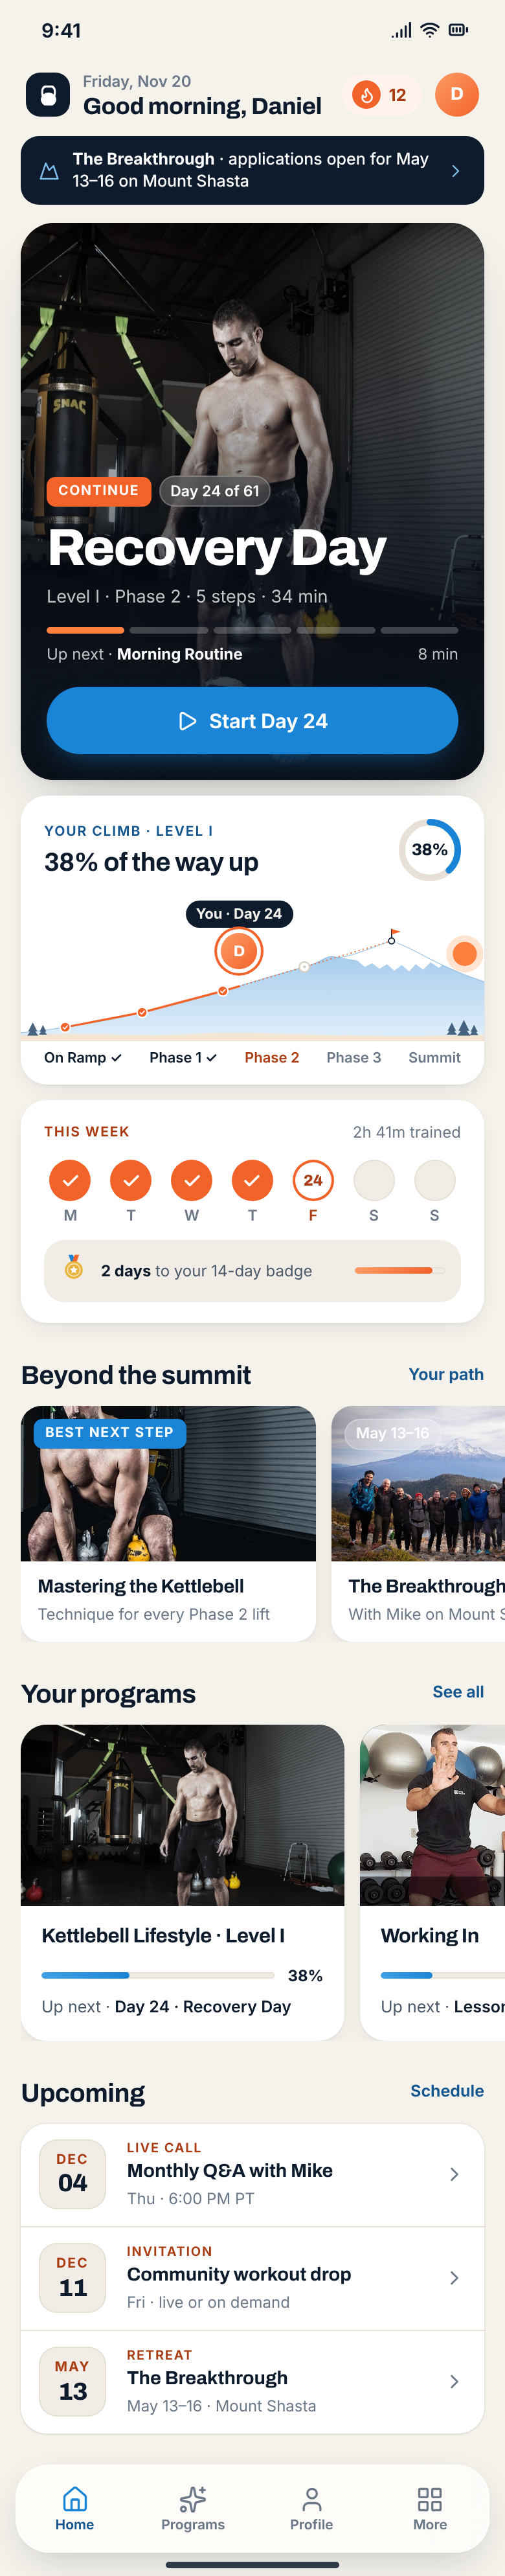 9:41
Friday, Nov 20
Good morning, Daniel
12
D
The Breakthrough · applications open for May
13–16 on Mount Shasta
SNAC
CONTINUE
Day 24 of 61
Recovery Day
Level I · Phase 2 · 5 steps · 34 min
Up next · Morning Routine
8 min
Start Day 24
YOUR CLIMB · LEVEL I
38% of the way up
38%
You · Day 24
D
On Ramp
Phase 1
Phase 2
Phase 3
Summit
THIS WEEK
2h 41m trained
24
M
T
W
T
F
S
S
2 days to your 14-day badge
Beyond the summit
Your path
BEST NEXT STEP
May 13–16
Mastering the Kettlebell
Technique for every Phase 2 lift
The Breakthrough
With Mike on Mount S
Your programs
See all
SNAC
Kettlebell Lifestyle · Level I
38%
Up next · Day 24 · Recovery Day
Working In
Up next · Lesson
Upcoming
Schedule
DEC
04
LIVE CALL
Monthly Q&A with Mike
Thu · 6:00 PM PT
DEC
11
INVITATION
Community workout drop
Fri · live or on demand
MAY
13
RETREAT
The Breakthrough
May 13–16 · Mount Shasta
Home
Programs
Profile
More